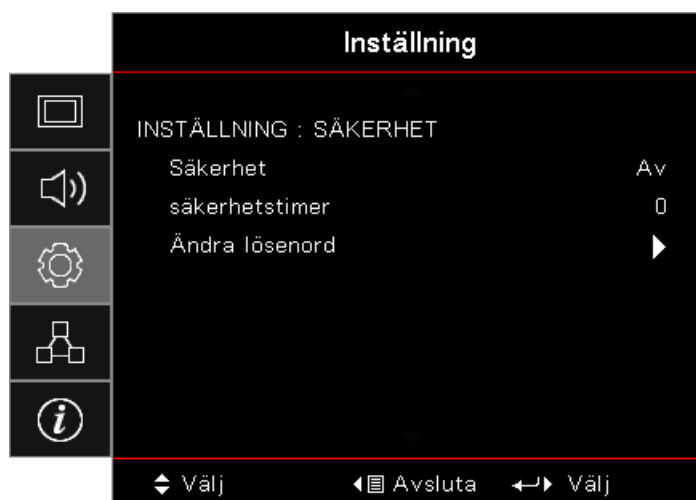 Inställning
INSTÄLLNING : SÄKERHET
Säkerhet Av
säkerhetstimer 0
Ändra lösenord
Välj Avsluta Välj